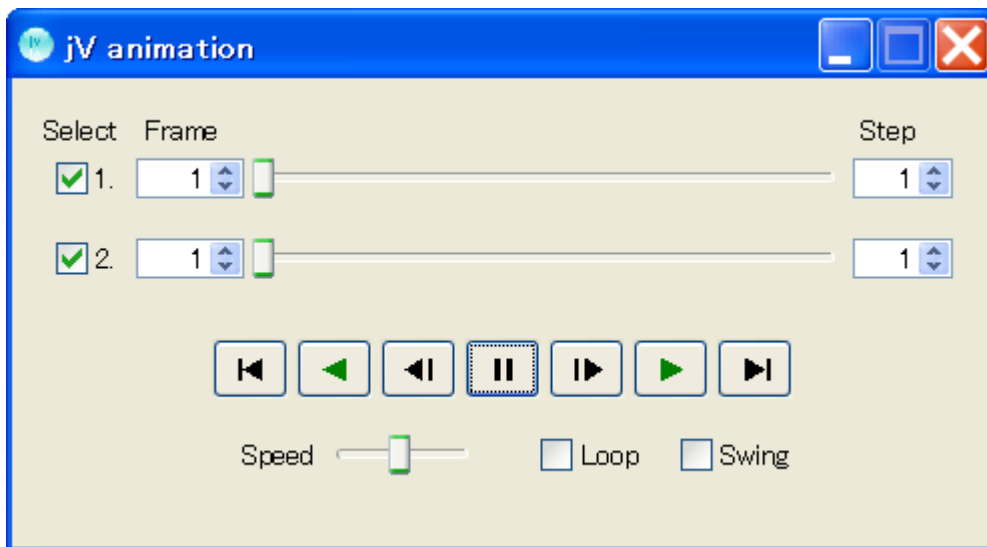 jV animation
Select Frame Step
1. 1 1
2. 1 1
Speed Loop Swing